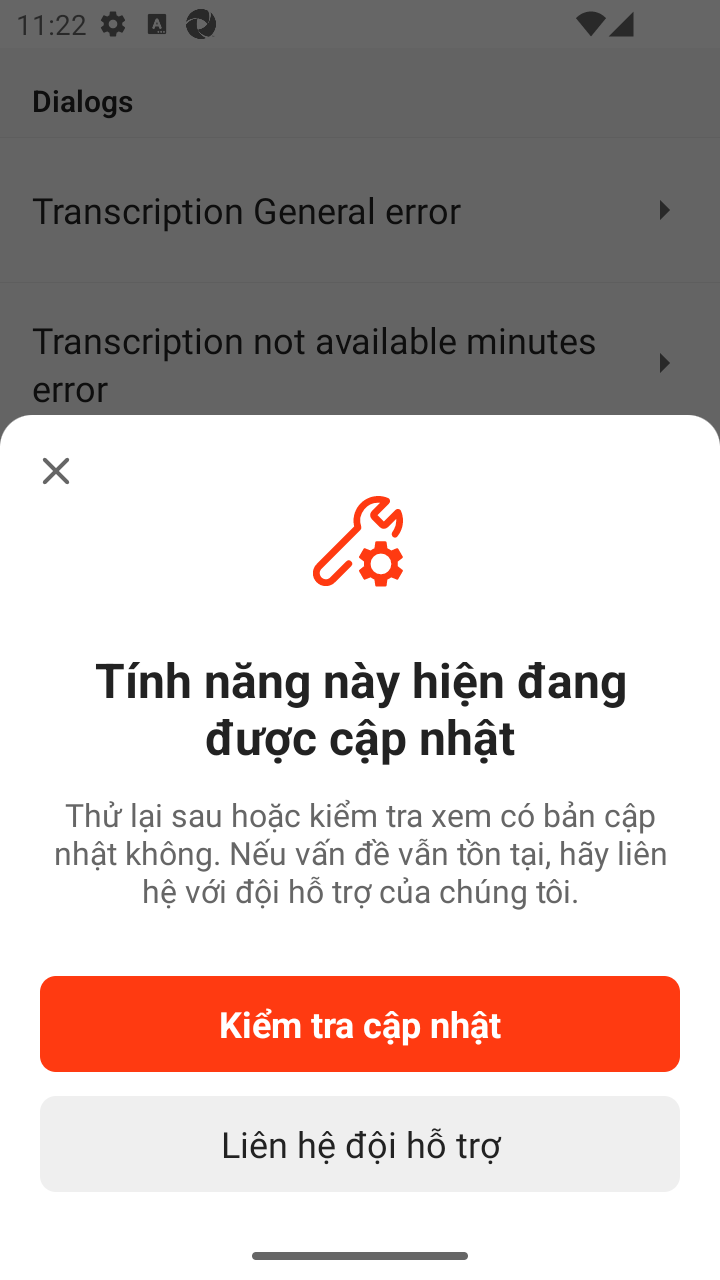 11:22
Dialogs
Transcription General error
Transcription not available minutes
error
Tính năng này hiện đang
được cập nhật
Thử lại sau hoặc kiểm tra xem có bản cập
nhật không. Nếu vấn đề vẫn tồn tại, hãy liên
hệ với đội hỗ trợ của chúng tôi.
Kiểm tra cập nhật
Liên hệ đội hỗ trợ